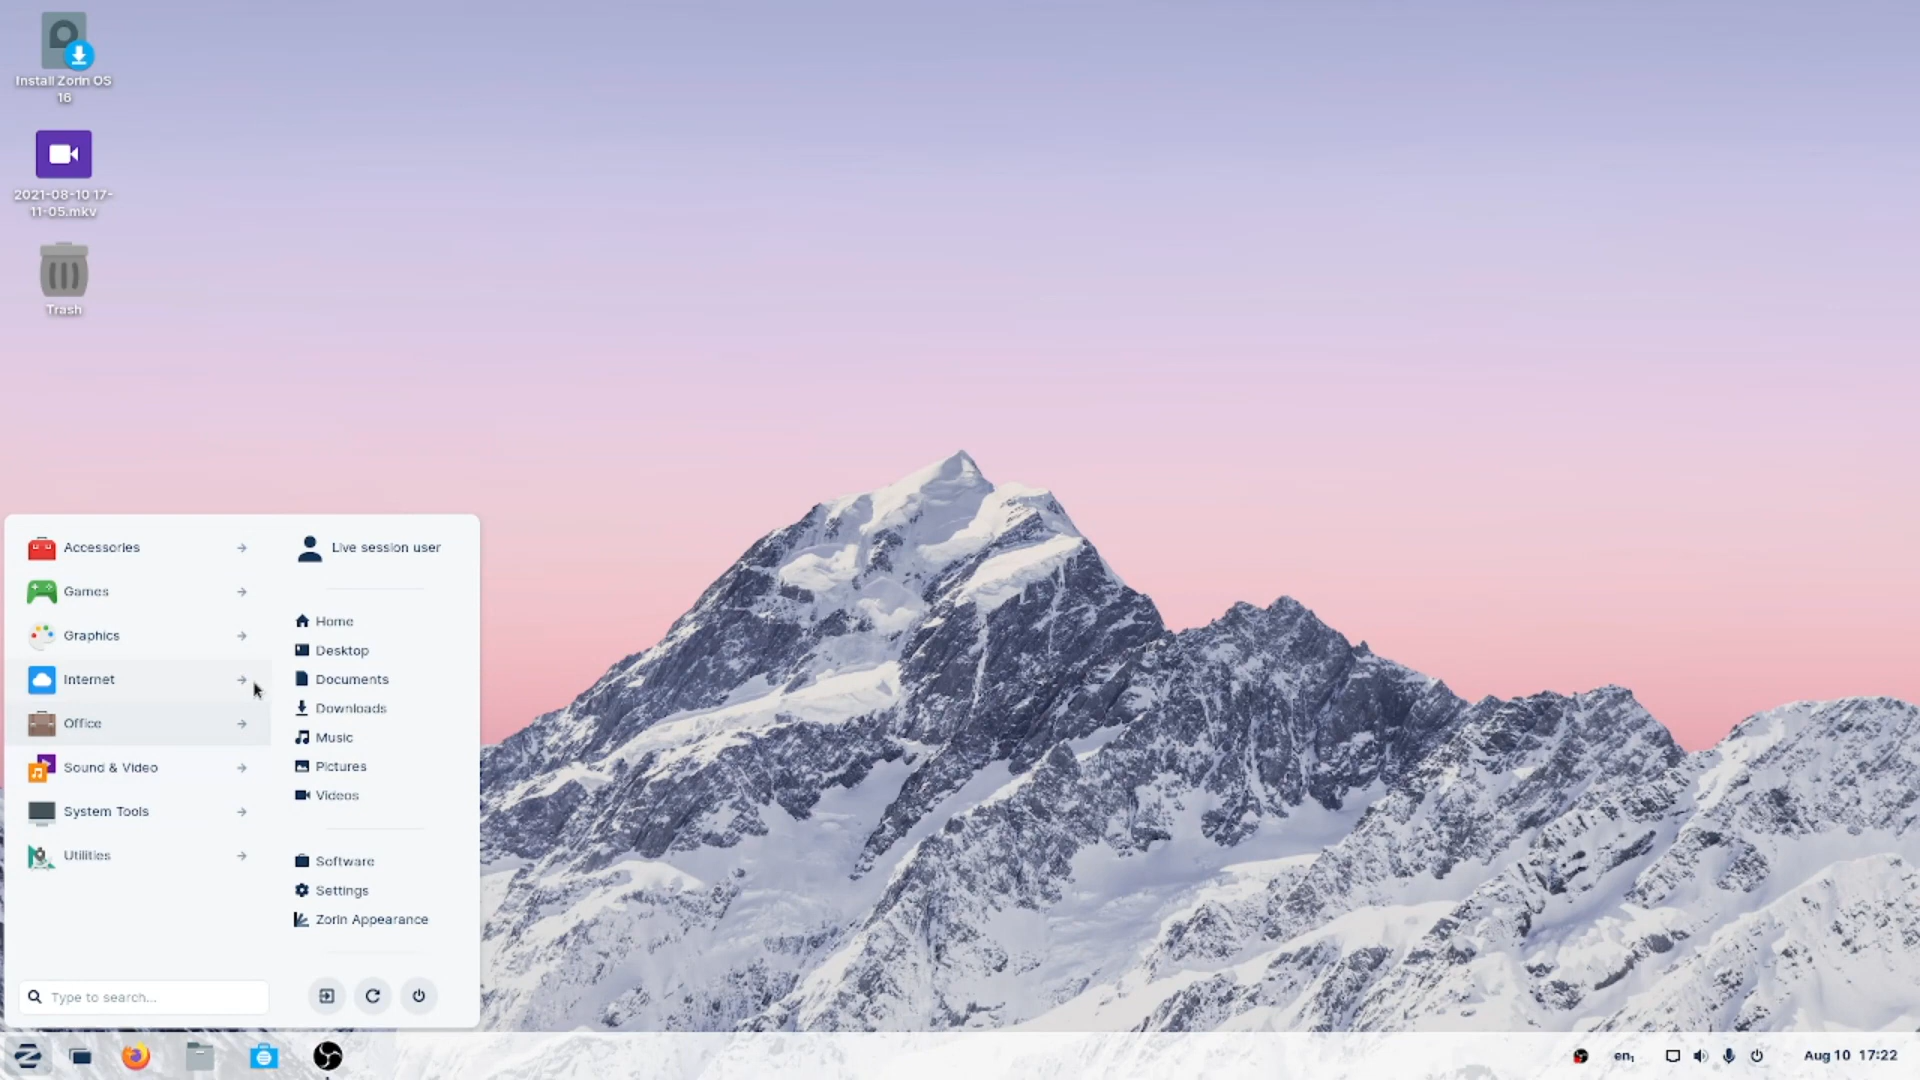 Install Zorin OS
16
2021-08-10 17-
11-05.mkv
Trash
Accessories
Games
Graphics
Internet
Office
Sound & Video
System Tools
Utilities
Type to search...
Live session user
Home
Desktop
Documents
Downloads
Music
Pictures
Videos
Software
Settings
Zorin Appearance
en₁
Aug 10 17:22